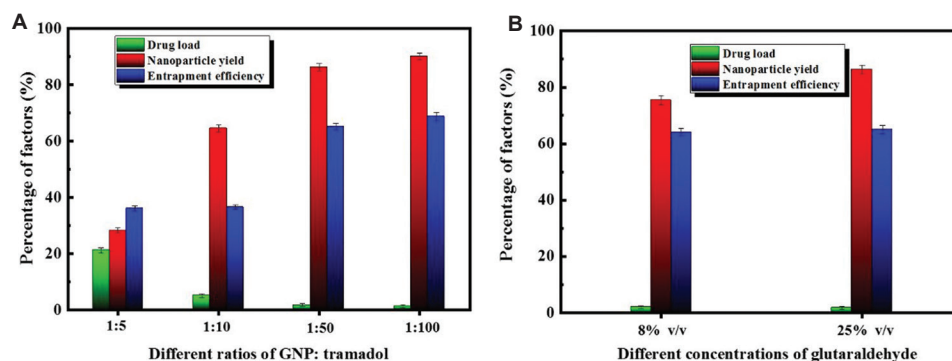 A
Percentage of factors (%)
100
80
60
40
20
0
Drug load
Nanoparticle yield
Entrapment efficiency
1:5 1:10 1:50 1:100
Different ratios of GNP: tramadol
B
Percentage of factors (%)
100
80
60
40
20
0
Drug load
Nanoparticle yield
Entrapment efficiency
8% v/v 25% v/v
Different concentrations of glutaraldehyde